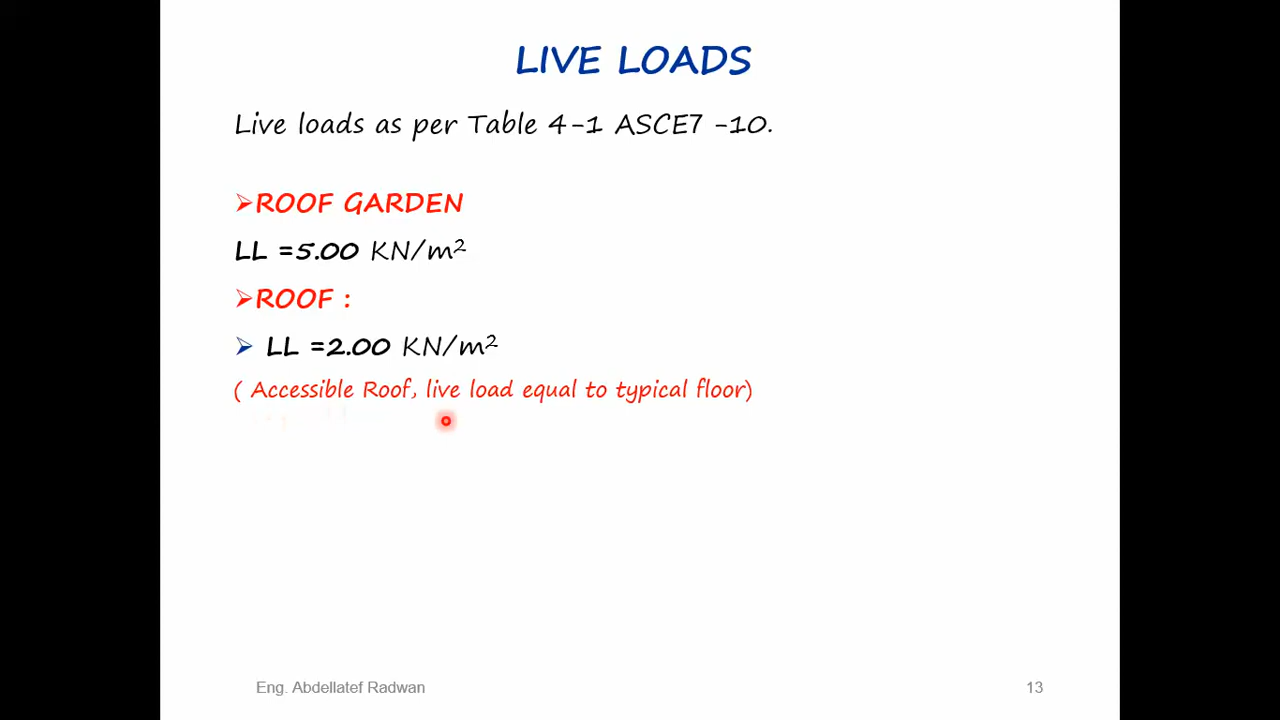 LIVE LOADS
Live loads as per Table 4-1 ASCE7 -10.
➢ROOF GARDEN
LL =5.00 KN/m²
➢ROOF :
➢ LL =2.00 KN/m²
( Accessible Roof, live load equal to typical floor)
Eng. Abdellatef Radwan
13